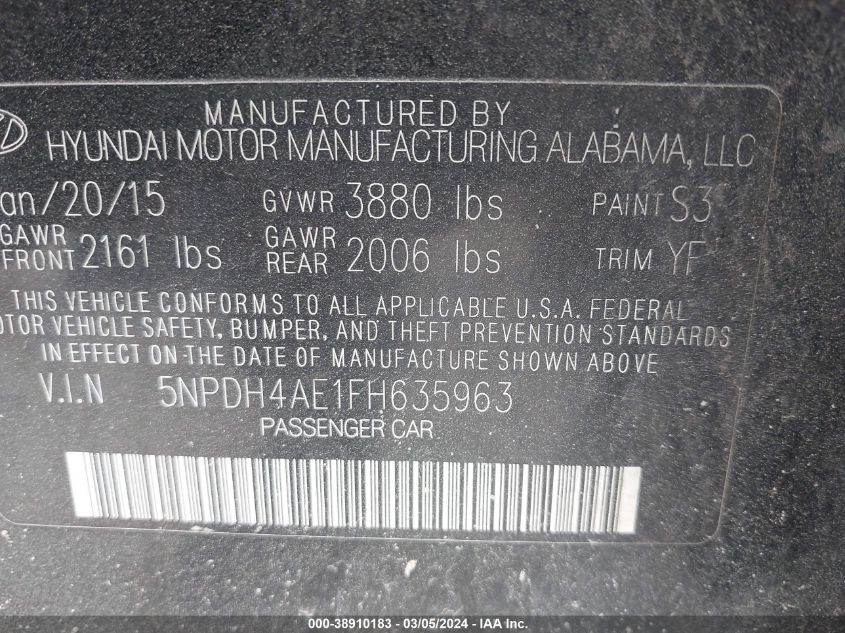 MANUFACTURED BY
HYUNDAI MOTOR MANUFACTURING ALABAMA, LLC
an/20/15 GVWR 3880 lbs PAINT S3
GAWR FRONT 2161 lbs GAWR REAR 2006 lbs TRIM YF
THIS VEHICLE CONFORMS TO ALL APPLICABLE U.S.A. FEDERAL
OTOR VEHICLE SAFETY, BUMPER, AND THEFT PREVENTION STANDARDS
IN EFFECT ON THE DATE OF MANUFACTURE SHOWN ABOVE
V.I.N 5NPDH4AE1FH635963
PASSENGER CAR
000-38910183 - 03/05/2024 - IAA Inc.